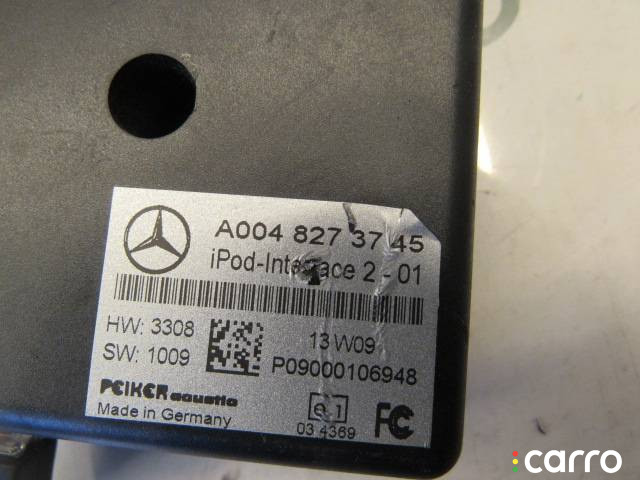 A004 827 37 45
iPod-Interface 2 - 01
HW: 3308
13 W09
SW: 1009
P09000106948
PEIKER acustic
Made in Germany
e1
03 4369
FC
carro